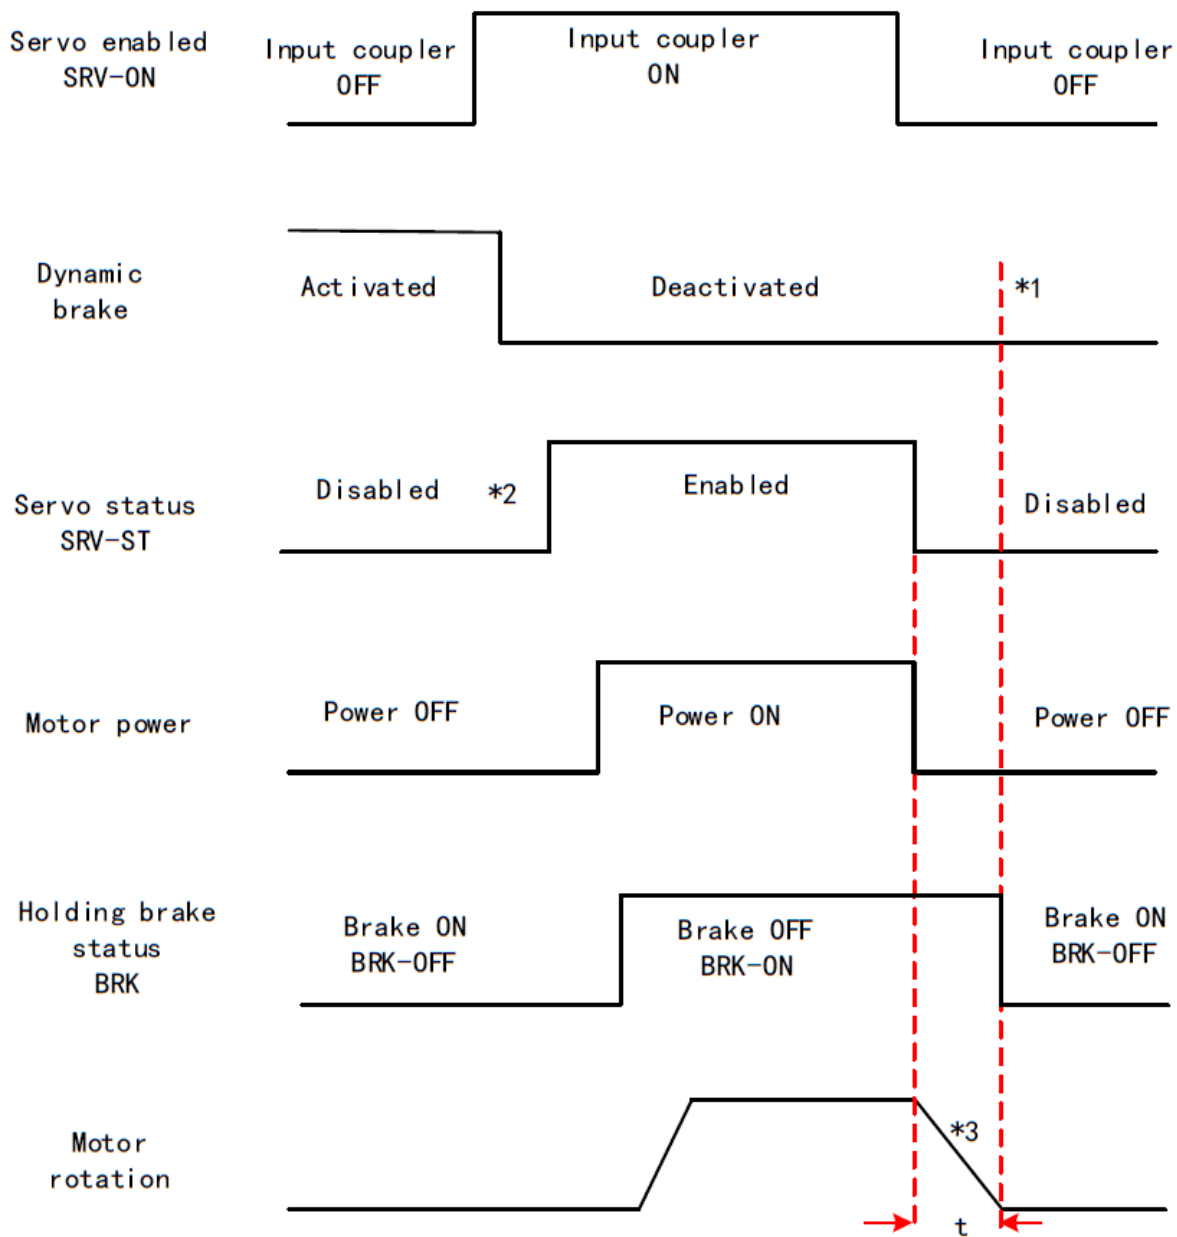 Servo enabled
SRV-ON
Input coupler
OFF
Input coupler
ON
Input coupler
OFF
Dynamic
brake
Activated
Deactivated
*1
Servo status
SRV-ST
Disabled
*2
Enabled
Disabled
Motor power
Power OFF
Power ON
Power OFF
Holding brake
status
BRK
Brake ON
BRK-OFF
Brake OFF
BRK-ON
Brake ON
BRK-OFF
Motor
rotation
*3
t